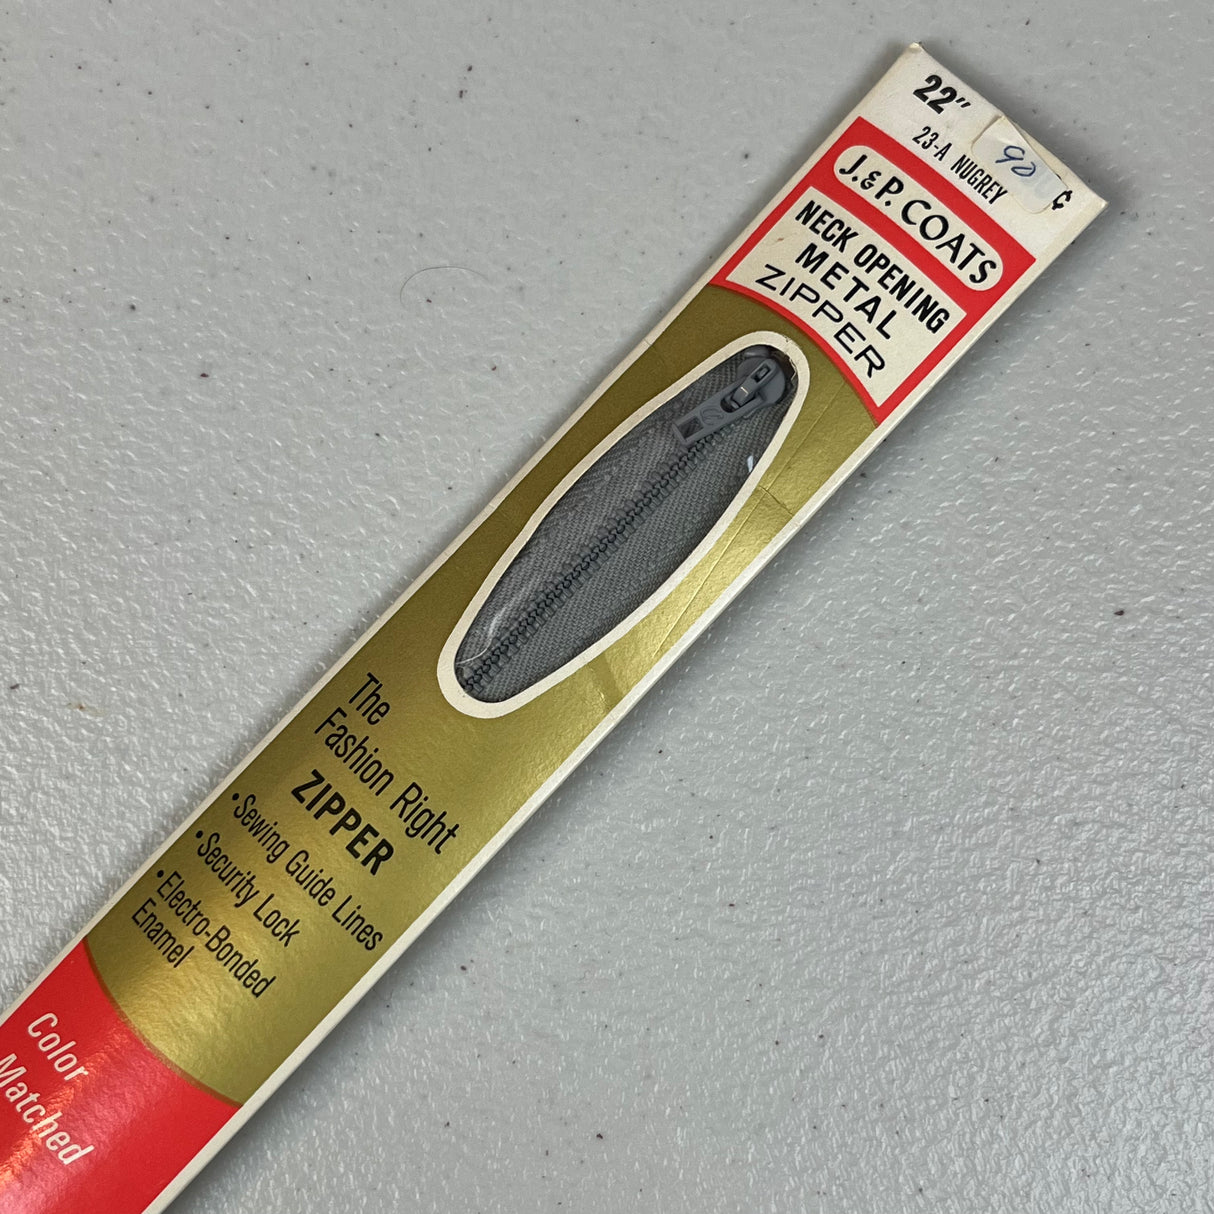 22"
23-A NUGREY
90 ¢
J.&P. COATS
NECK OPENING
METAL
ZIPPER
The
Fashion Right
ZIPPER
•Sewing Guide Lines
•Security Lock
•Electro-Bonded
Enamel
Color
Matched